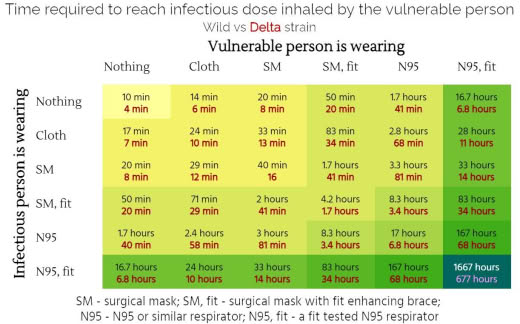 Time required to reach infectious dose inhaled by the vulnerable person
Wild vs Delta strain
Vulnerable person is wearing
Nothing Cloth SM SM, fit N95 N95, fit
Infectious person is wearing
Nothing 10 min 14 min 20 min 50 min 1.7 hours 16.7 hours
4 min 6 min 8 min 20 min 41 min 6.8 hours
Cloth 17 min 24 min 33 min 83 min 2.8 hours 28 hours
7 min 10 min 13 min 34 min 68 min 11 hours
SM 20 min 29 min 40 min 1.7 hours 3.3 hours 33 hours
8 min 12 min 16 41 min 81 min 14 hours
SM, fit 50 min 71 min 2 hours 4.2 hours 8.3 hours 83 hours
20 min 29 min 41 min 1.7 hours 3.4 hours 34 hours
N95 1.7 hours 2.4 hours 3 hours 8.3 hours 17 hours 167 hours
40 min 58 min 81 min 3.4 hours 6.8 hours 68 hours
N95, fit 16.7 hours 24 hours 33 hours 83 hours 167 hours 1667 hours
6.8 hours 10 hours 14 hours 34 hours 68 hours 677 hours
SM - surgical mask; SM, fit - surgical mask with fit enhancing brace;
N95 - N95 or similar respirator; N95, fit - a fit tested N95 respirator